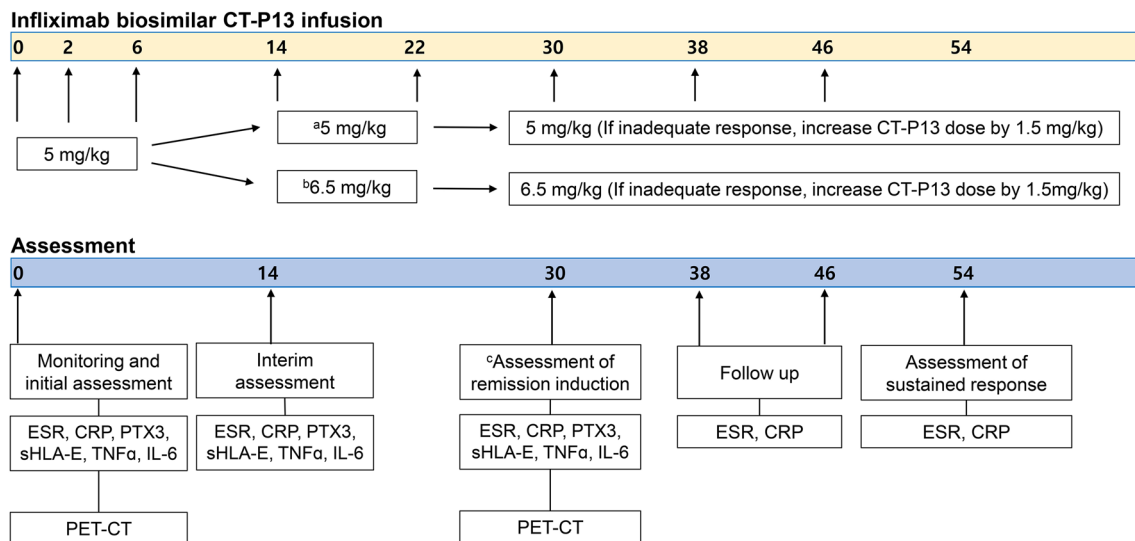 Infliximab biosimilar CT-P13 infusion
0 2 6 14 22 30 38 46 54
5 mg/kg
ᵃ5 mg/kg
5 mg/kg (If inadequate response, increase CT-P13 dose by 1.5 mg/kg)
ᵇ6.5 mg/kg
6.5 mg/kg (If inadequate response, increase CT-P13 dose by 1.5mg/kg)
Assessment
0 14 30 38 46 54
Monitoring and
initial assessment
ESR, CRP, PTX3,
sHLA-E, TNFα, IL-6
PET-CT
Interim
assessment
ESR, CRP, PTX3,
sHLA-E, TNFα, IL-6
ᶜAssessment of
remission induction
ESR, CRP, PTX3,
sHLA-E, TNFα, IL-6
PET-CT
Follow up
ESR, CRP
Assessment of
sustained response
ESR, CRP